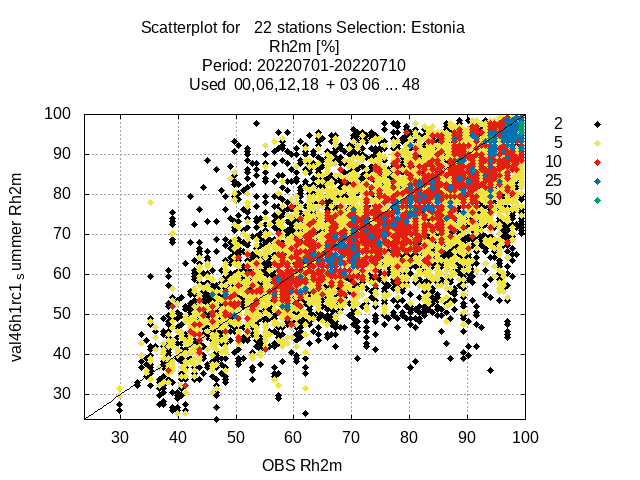 Scatterplot for 22 stations Selection: Estonia
Rh2m [%]
Period: 20220701-20220710
Used 00,06,12,18 + 03 06 ... 48
100
90
80
70
60
50
40
30
30 40 50 60 70 80 90 100
OBS Rh2m
val46h1rc1 summer Rh2m
2
5
10
25
50